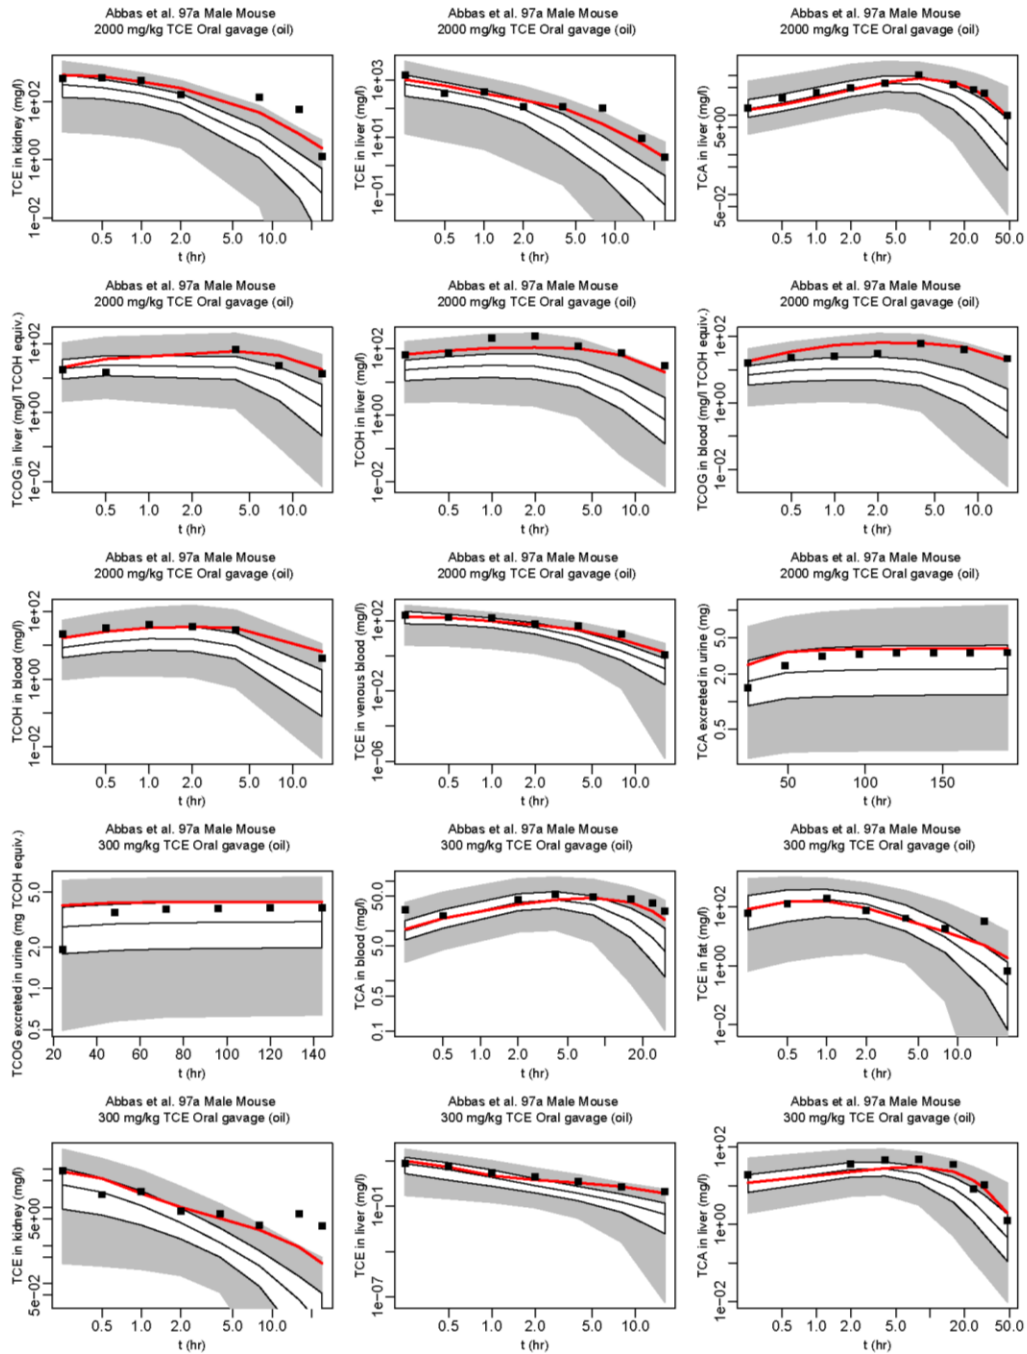 Abbas et al. 97a Male Mouse
2000 mg/kg TCE Oral gavage (oil)
TCE in kidney (mg/l)
1e+02
1e+00
1e-02
0.5 1.0 2.0 5.0 10.0
t (hr)
Abbas et al. 97a Male Mouse
2000 mg/kg TCE Oral gavage (oil)
TCE in liver (mg/l)
1e+03
1e+01
1e-01
0.5 1.0 2.0 5.0 10.0
t (hr)
Abbas et al. 97a Male Mouse
2000 mg/kg TCE Oral gavage (oil)
TCA in liver (mg/l)
5e+00
5e-02
5e-02
0.5 1.0 2.0 5.0 20.0 50.0
t (hr)
Abbas et al. 97a Male Mouse
2000 mg/kg TCE Oral gavage (oil)
TCOG in liver (mg/l TCOH equiv.)
1e+02
1e+00
1e-02
0.5 1.0 2.0 5.0 10.0
t (hr)
Abbas et al. 97a Male Mouse
2000 mg/kg TCE Oral gavage (oil)
TCOH in liver (mg/l)
1e+02
1e+00
1e-02
0.5 1.0 2.0 5.0 10.0
t (hr)
Abbas et al. 97a Male Mouse
2000 mg/kg TCE Oral gavage (oil)
TCOG in blood (mg/l TCOH equiv.)
1e+02
1e+00
1e-02
0.5 1.0 2.0 5.0 10.0
t (hr)
Abbas et al. 97a Male Mouse
2000 mg/kg TCE Oral gavage (oil)
TCOH in blood (mg/l)
1e+02
1e+00
1e-02
0.5 1.0 2.0 5.0 10.0
t (hr)
Abbas et al. 97a Male Mouse
2000 mg/kg TCE Oral gavage (oil)
TCE in venous blood (mg/l)
1e+02
1e-02
1e-06
0.5 1.0 2.0 5.0 10.0
t (hr)
Abbas et al. 97a Male Mouse
2000 mg/kg TCE Oral gavage (oil)
TCA excreted in urine (mg)
5.0
2.0
0.5
50 100 150
t (hr)
Abbas et al. 97a Male Mouse
300 mg/kg TCE Oral gavage (oil)
TCOG excreted in urine (mg TCOH equiv.)
5.0
2.0
1.0
0.5
20 40 60 80 100 120 140
t (hr)
Abbas et al. 97a Male Mouse
300 mg/kg TCE Oral gavage (oil)
TCA in blood (mg/l)
50.0
5.0
0.5
0.1
0.5 1.0 2.0 5.0 20.0
t (hr)
Abbas et al. 97a Male Mouse
300 mg/kg TCE Oral gavage (oil)
TCE in fat (mg/l)
1e+02
1e+00
1e-02
0.5 1.0 2.0 5.0 10.0
t (hr)
Abbas et al. 97a Male Mouse
300 mg/kg TCE Oral gavage (oil)
TCE in kidney (mg/l)
5e+00
5e-02
5e-02
0.5 1.0 2.0 5.0 10.0
t (hr)
Abbas et al. 97a Male Mouse
300 mg/kg TCE Oral gavage (oil)
TCE in liver (mg/l)
1e-01
1e-07
0.5 1.0 2.0 5.0 10.0
t (hr)
Abbas et al. 97a Male Mouse
300 mg/kg TCE Oral gavage (oil)
TCA in liver (mg/l)
1e+02
1e+00
1e-02
0.5 1.0 2.0 5.0 20.0 50.0
t (hr)